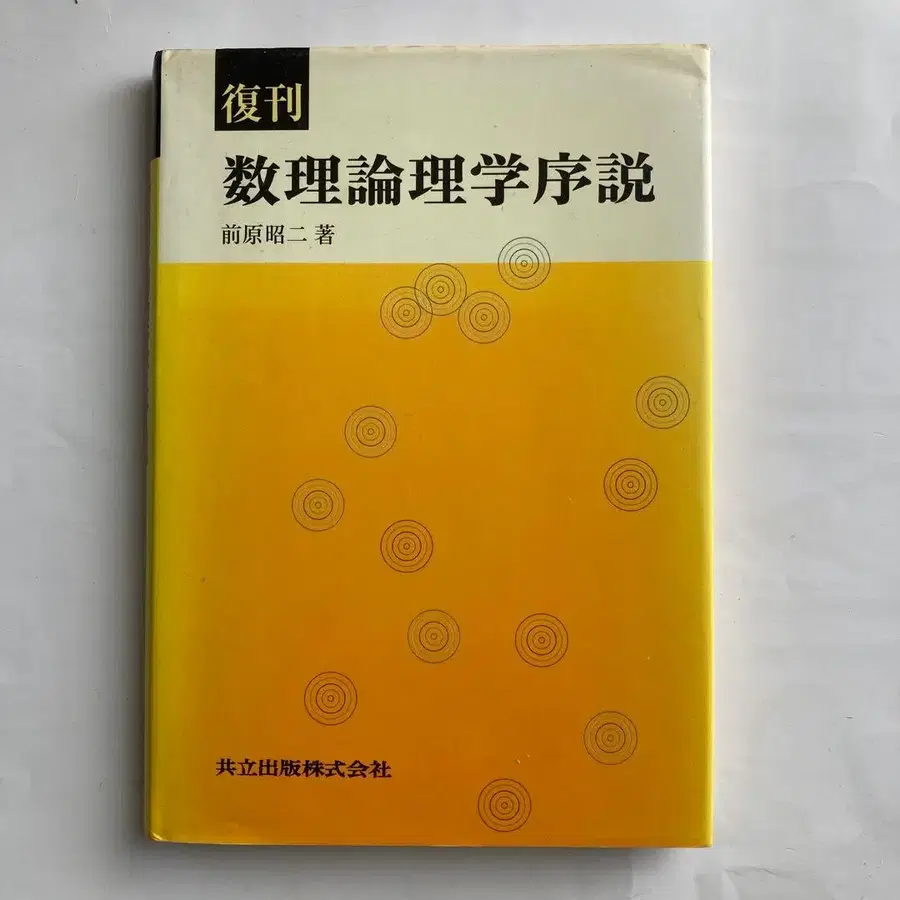 復刊
数理論理学序説
前原昭二 著
共立出版株式会社